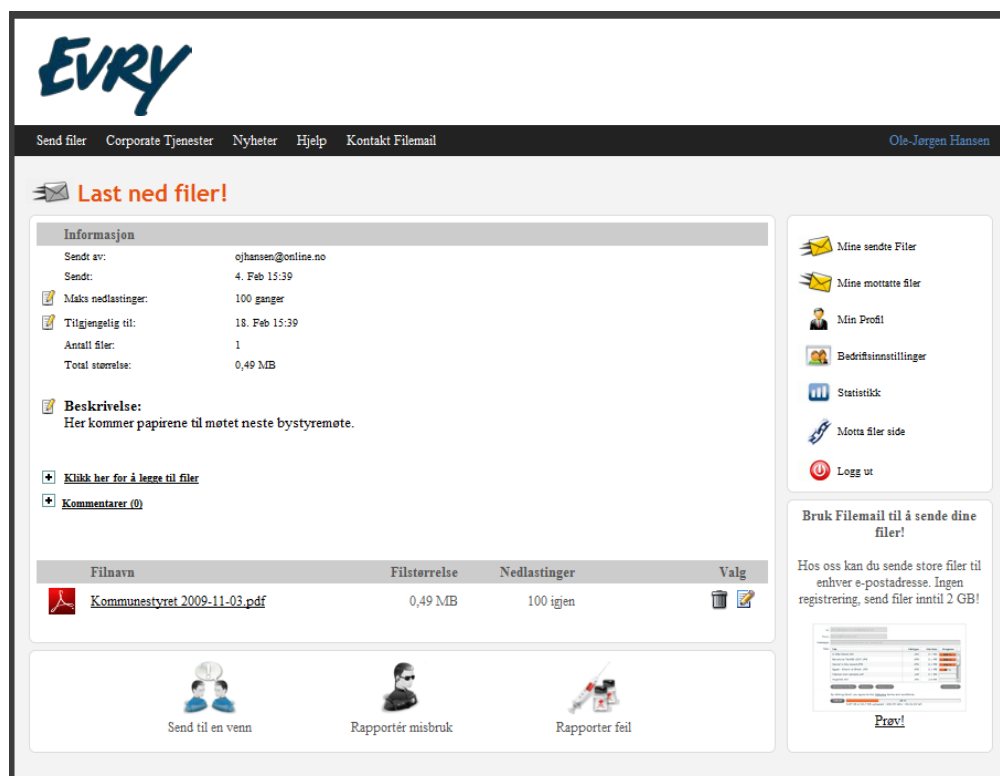 EVRY
Send filer Corporate Tjenester Nyheter Hjelp Kontakt Filemail Ole-Jørgen Hansen
Last ned filer!
Informasjon
Sendt av: ojhansen@online.no
Sendt: 4. Feb 15:39
Maks nedlastinger: 100 ganger
Tilgjengelig til: 18. Feb 15:39
Antall filer: 1
Total størrelse: 0,49 MB
Beskrivelse:
Her kommer papirene til møtet neste bystyremøte.
Klikk her for å legge til filer
Kommentarer (0)
Filnavn Filstørrelse Nedlastinger Valg
Kommunestyret 2009-11-03.pdf 0,49 MB 100 igjen
Send til en venn Rapportér misbruk Rapporter feil
Mine sendte Filer
Mine mottatte filer
Min Profil
Bedriftsinnstillinger
Statistikk
Motta filer side
Logg ut
Bruk Filemail til å sende dine
filer!
Hos oss kan du sende store filer til
enhver e-postadresse. Ingen
registrering, send filer inntil 2 GB!
Prøv!